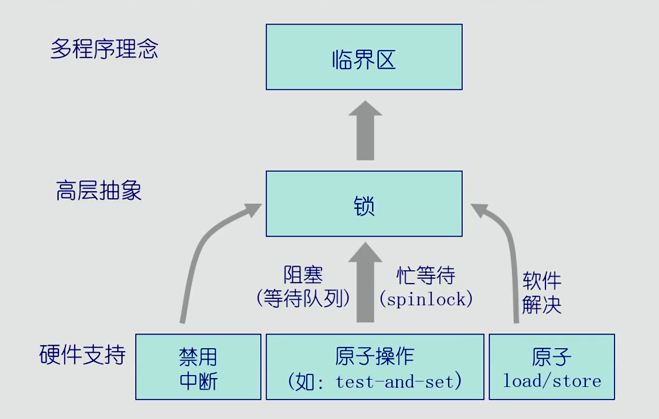 多程序理念
临界区
高层抽象
锁
阻塞
(等待队列)
忙等待
(spinlock)
软件
解决
硬件支持
禁用
中断
原子操作
(如: test-and-set)
原子
load/store